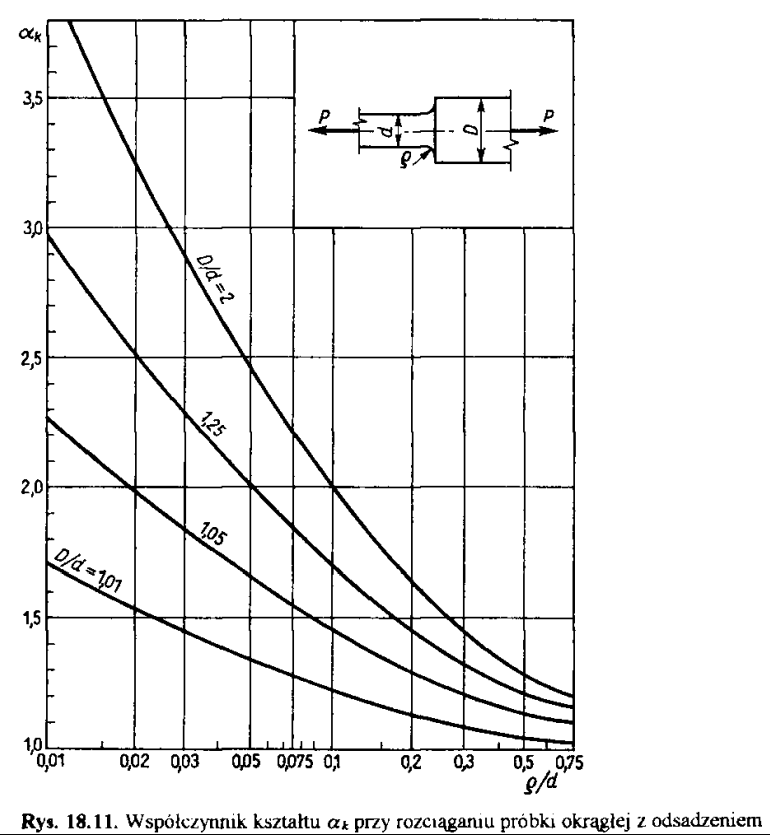 αₖ
3,5
3,0
2,5
2,0
1,5
1,0
P
d
D
P
ϱ
D/d = 2
1,25
1,05
D/d = 1,01
0,01 0,02 0,03 0,05 0,075 0,1 0,2 0,3 0,5 0,75
ϱ/d
Rys. 18.11. Współczynnik kształtu αₖ przy rozciąganiu próbki okrągłej z odsadzeniem